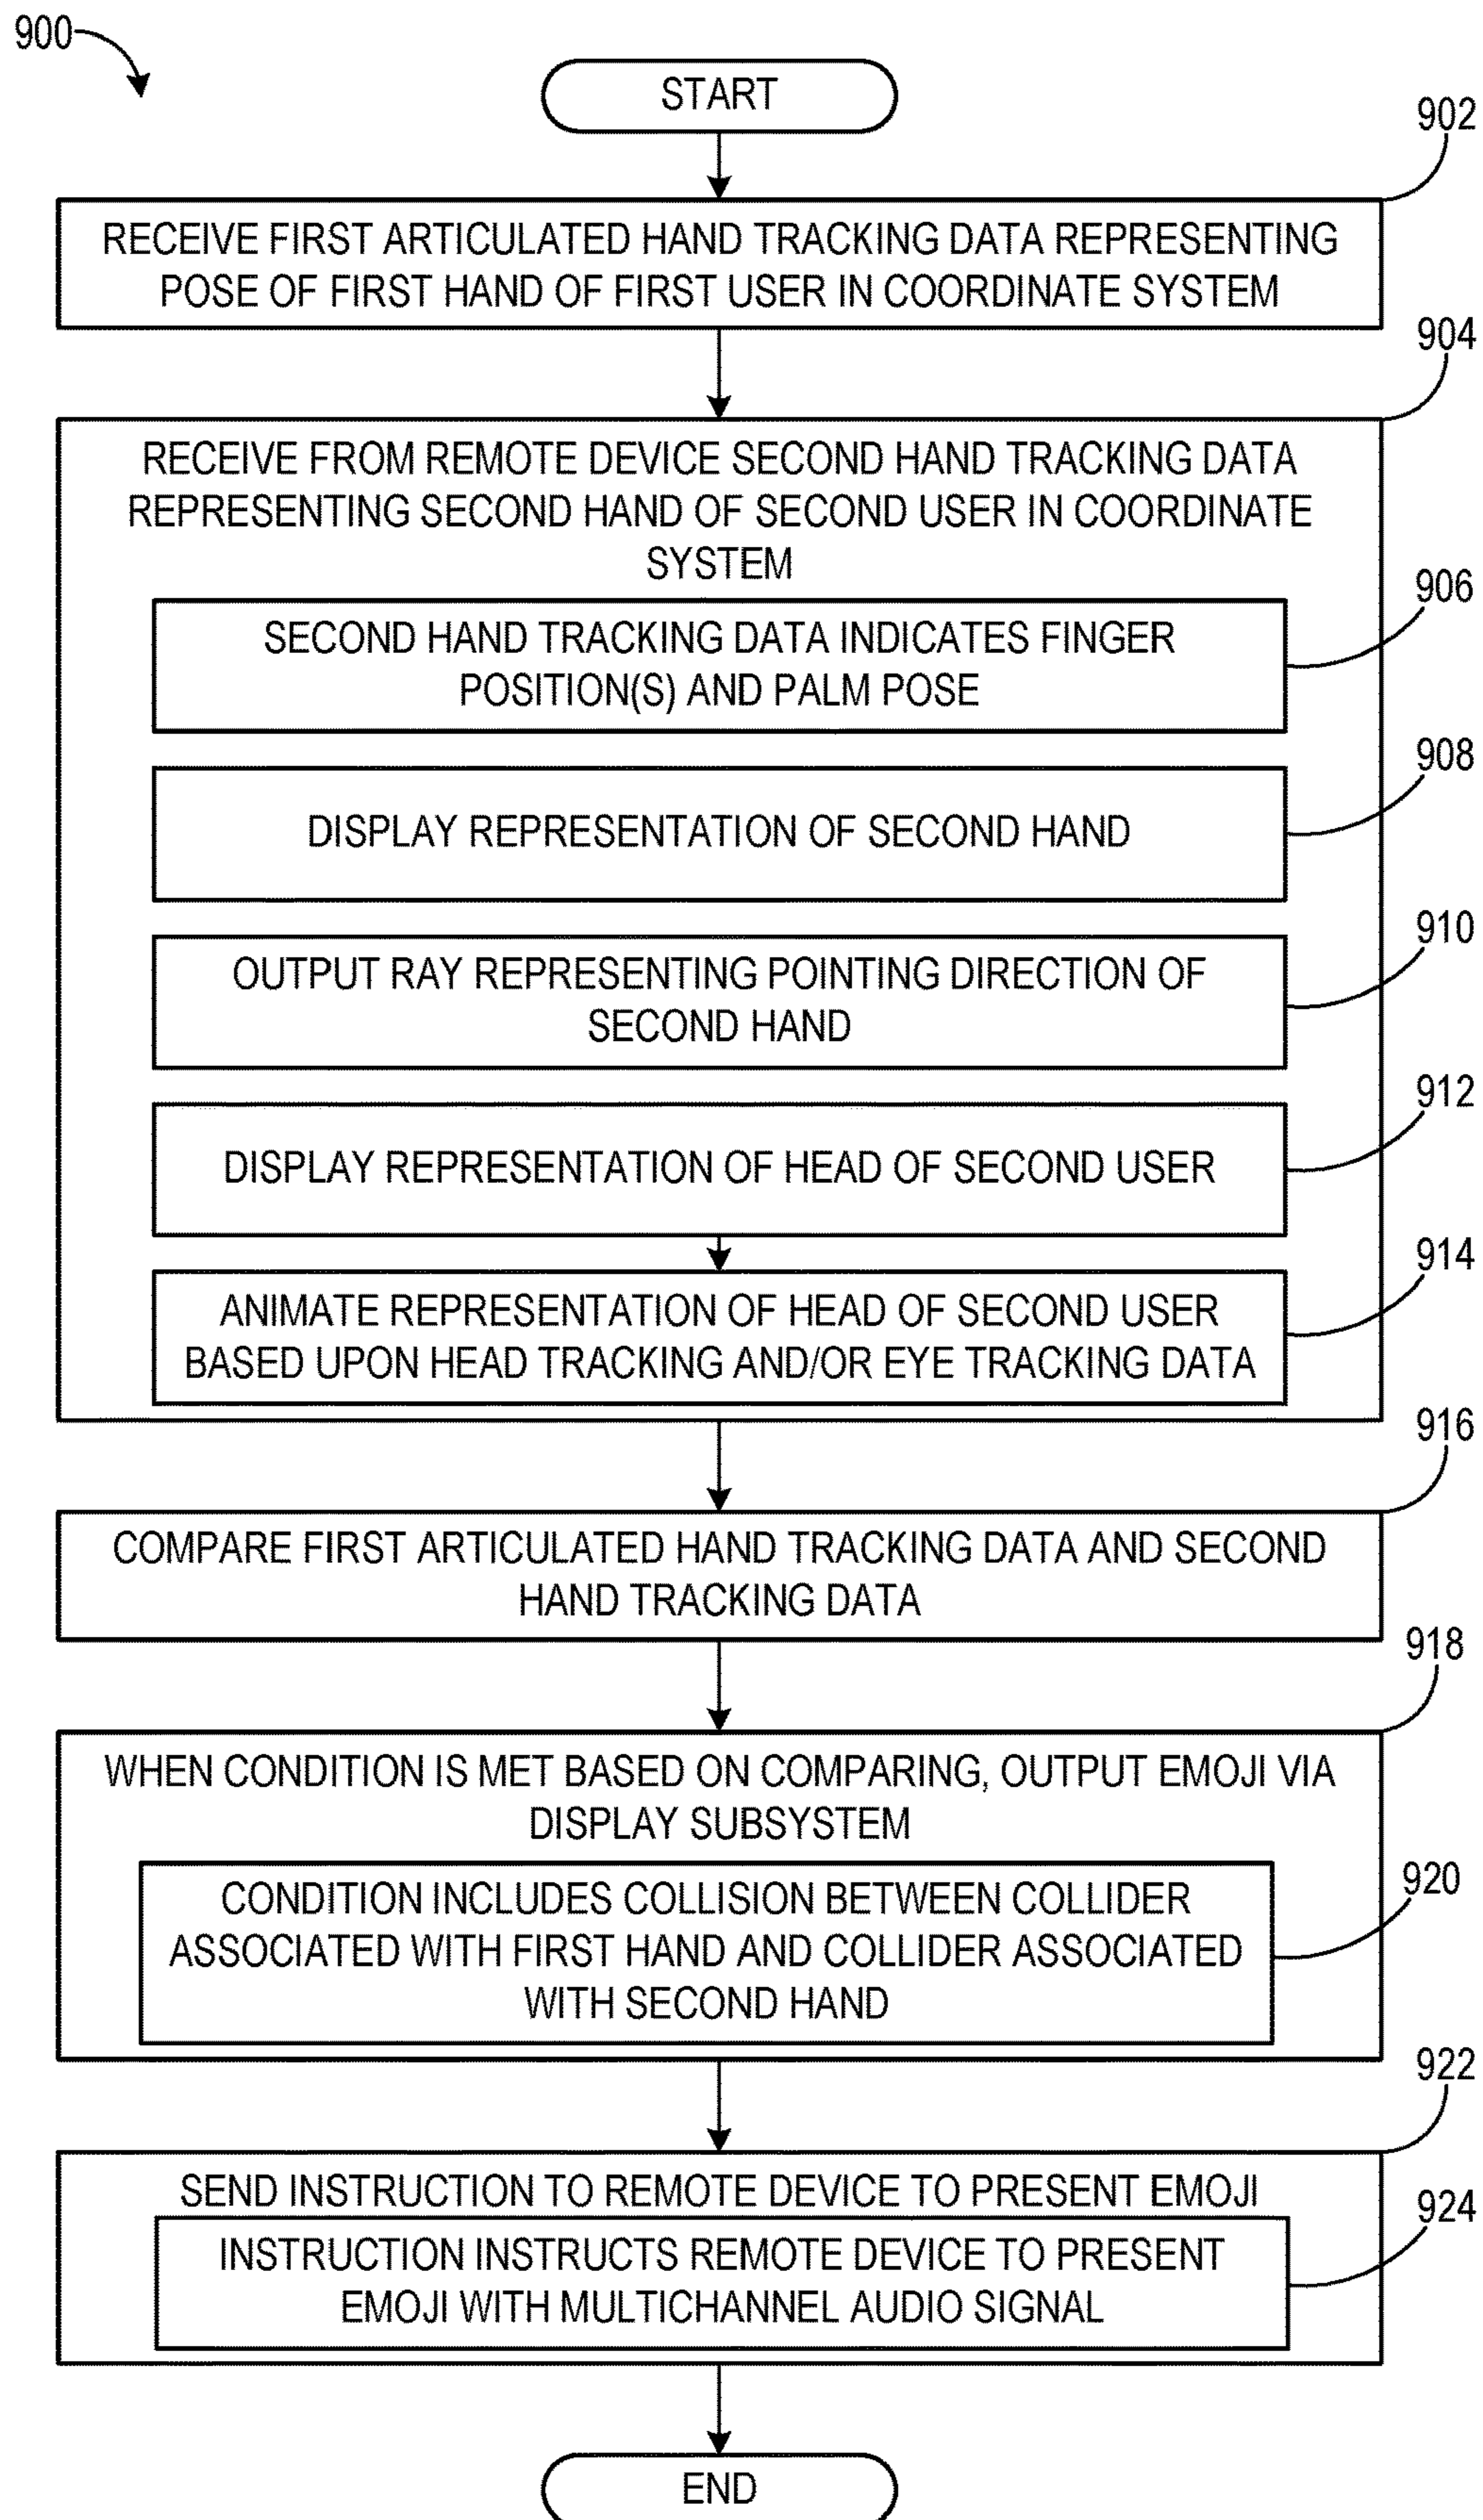 900
START
902
RECEIVE FIRST ARTICULATED HAND TRACKING DATA REPRESENTING
POSE OF FIRST HAND OF FIRST USER IN COORDINATE SYSTEM
904
RECEIVE FROM REMOTE DEVICE SECOND HAND TRACKING DATA
REPRESENTING SECOND HAND OF SECOND USER IN COORDINATE
SYSTEM
906
SECOND HAND TRACKING DATA INDICATES FINGER
POSITION(S) AND PALM POSE
908
DISPLAY REPRESENTATION OF SECOND HAND
910
OUTPUT RAY REPRESENTING POINTING DIRECTION OF
SECOND HAND
912
DISPLAY REPRESENTATION OF HEAD OF SECOND USER
914
ANIMATE REPRESENTATION OF HEAD OF SECOND USER
BASED UPON HEAD TRACKING AND/OR EYE TRACKING DATA
916
COMPARE FIRST ARTICULATED HAND TRACKING DATA AND SECOND
HAND TRACKING DATA
918
WHEN CONDITION IS MET BASED ON COMPARING, OUTPUT EMOJI VIA
DISPLAY SUBSYSTEM
920
CONDITION INCLUDES COLLISION BETWEEN COLLIDER
ASSOCIATED WITH FIRST HAND AND COLLIDER ASSOCIATED
WITH SECOND HAND
922
SEND INSTRUCTION TO REMOTE DEVICE TO PRESENT EMOJI
924
INSTRUCTION INSTRUCTS REMOTE DEVICE TO PRESENT
EMOJI WITH MULTICHANNEL AUDIO SIGNAL
END